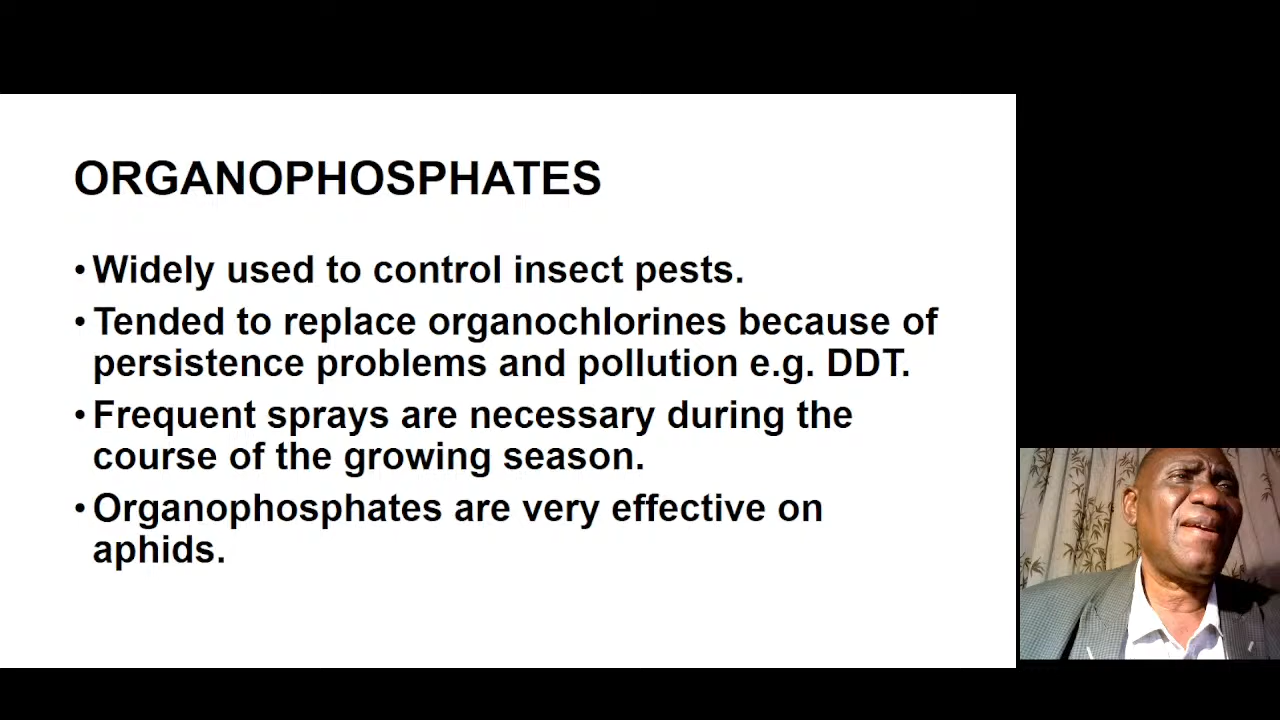 ORGANOPHOSPHATES
• Widely used to control insect pests.
• Tended to replace organochlorines because of
persistence problems and pollution e.g. DDT.
• Frequent sprays are necessary during the
course of the growing season.
• Organophosphates are very effective on
aphids.